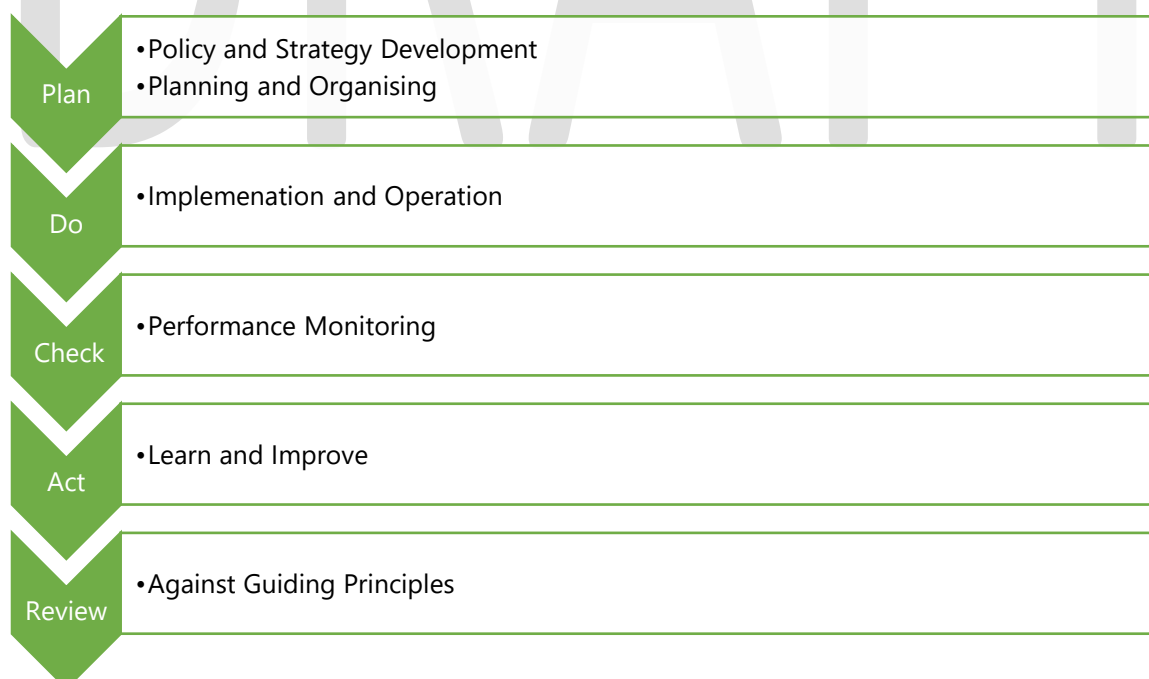 DRAFT
Plan
•Policy and Strategy Development
•Planning and Organising
Do
•Implemenation and Operation
Check
•Performance Monitoring
Act
•Learn and Improve
Review
•Against Guiding Principles